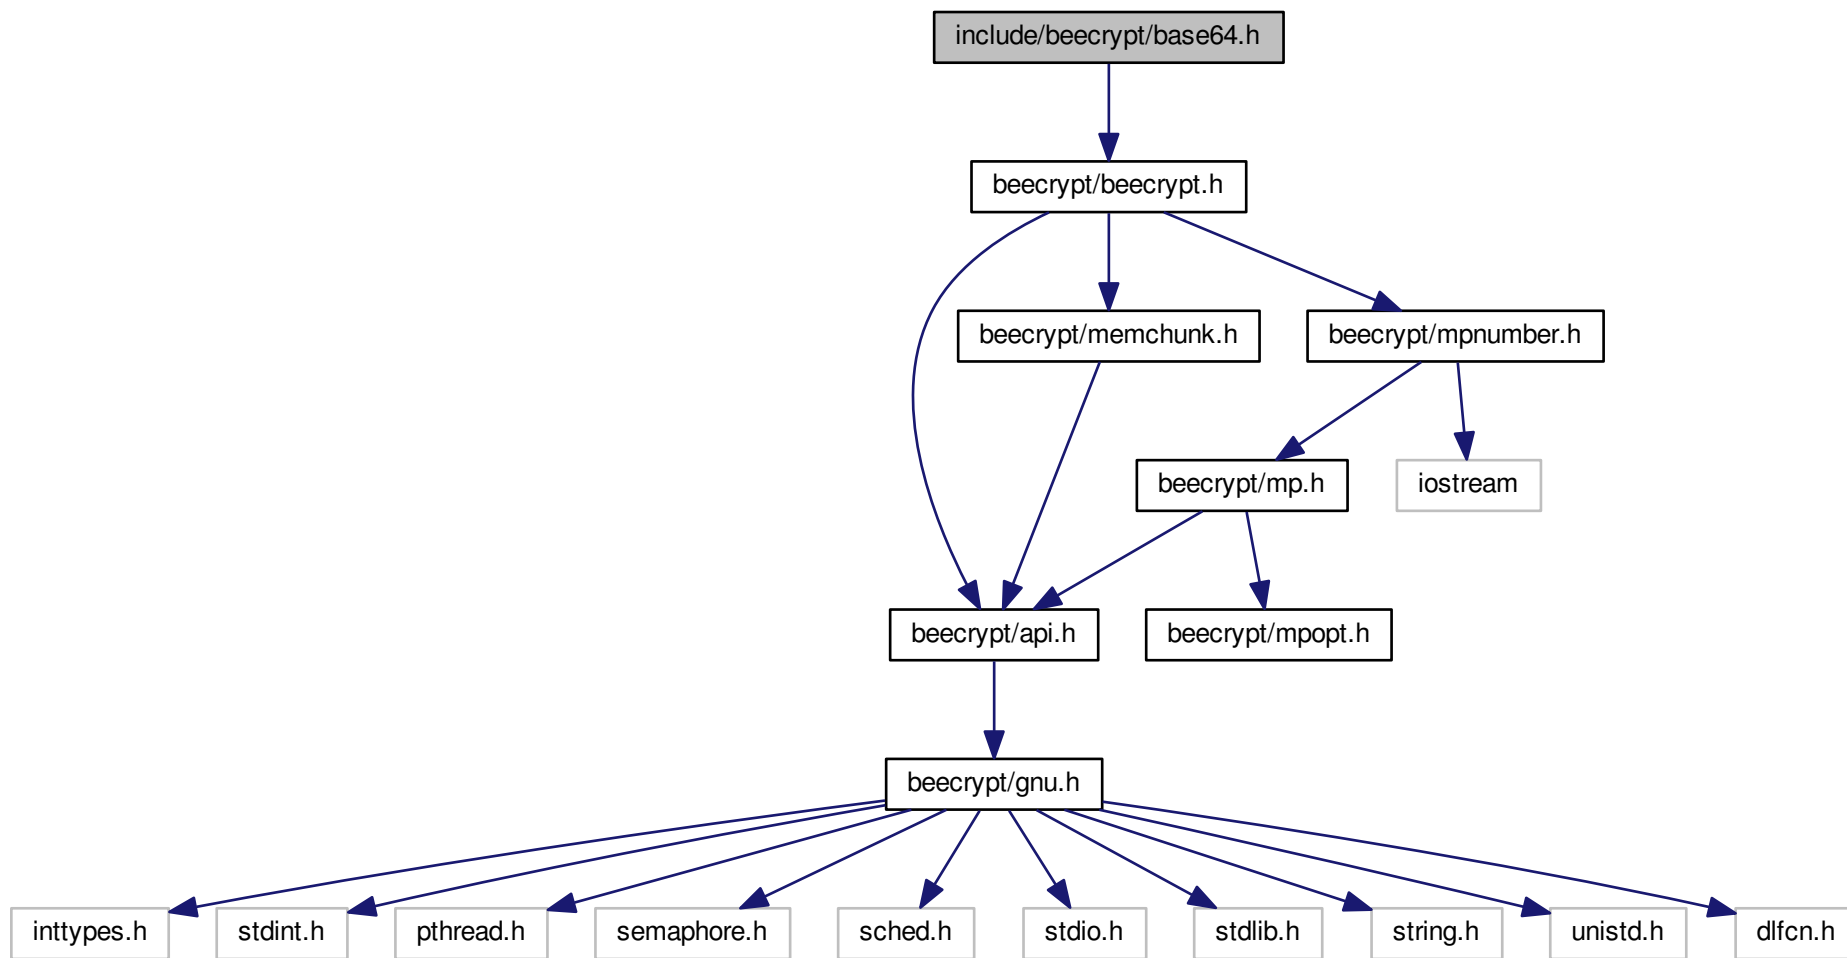 include/beecrypt/base64.h
beecrypt/beecrypt.h
beecrypt/memchunk.h
beecrypt/mpnumber.h
beecrypt/mp.h
iostream
beecrypt/api.h
beecrypt/mpopt.h
beecrypt/gnu.h
inttypes.h
stdint.h
pthread.h
semaphore.h
sched.h
stdio.h
stdlib.h
string.h
unistd.h
dlfcn.h